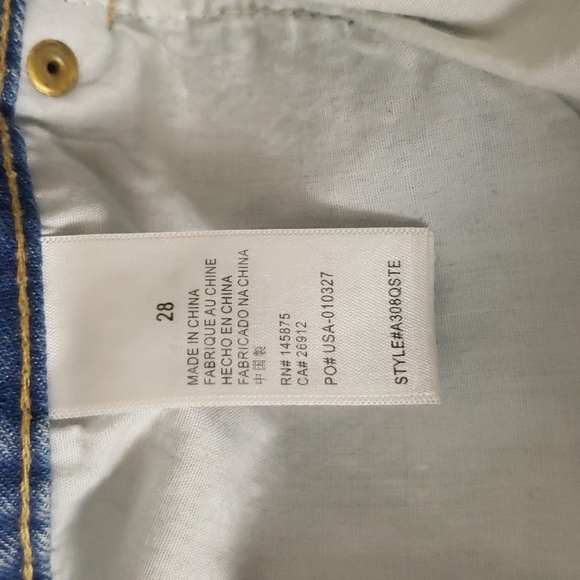 28
MADE IN CHINA
FABRIQUE AU CHINE
HECHO EN CHINA
FABRICADO NA CHINA
中国製
RN# 145875
CA# 26912
PO# USA-010327
STYLE#A308QSTE